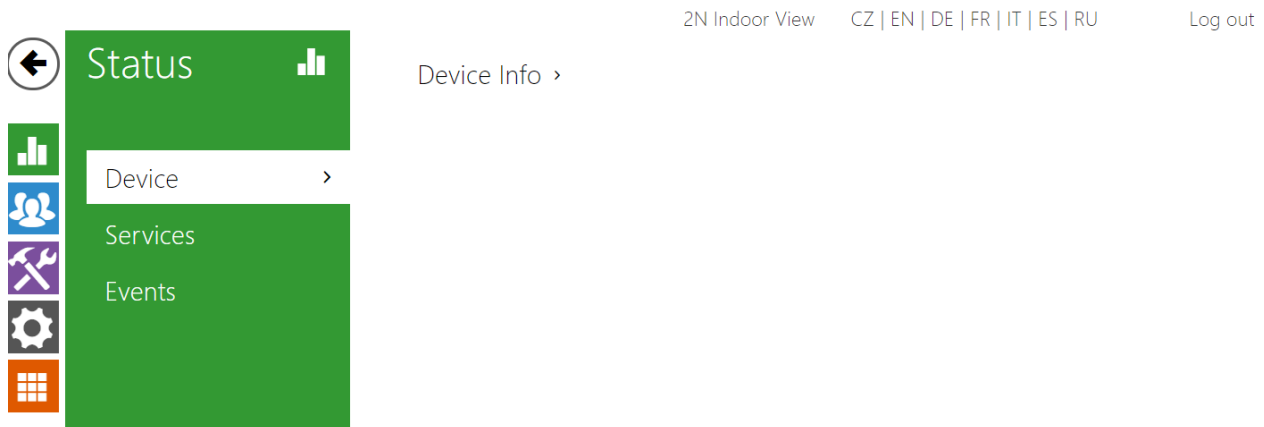 2N Indoor View CZ | EN | DE | FR | IT | ES | RU Log out
Status
Device Info ›
Device ›
Services
Events